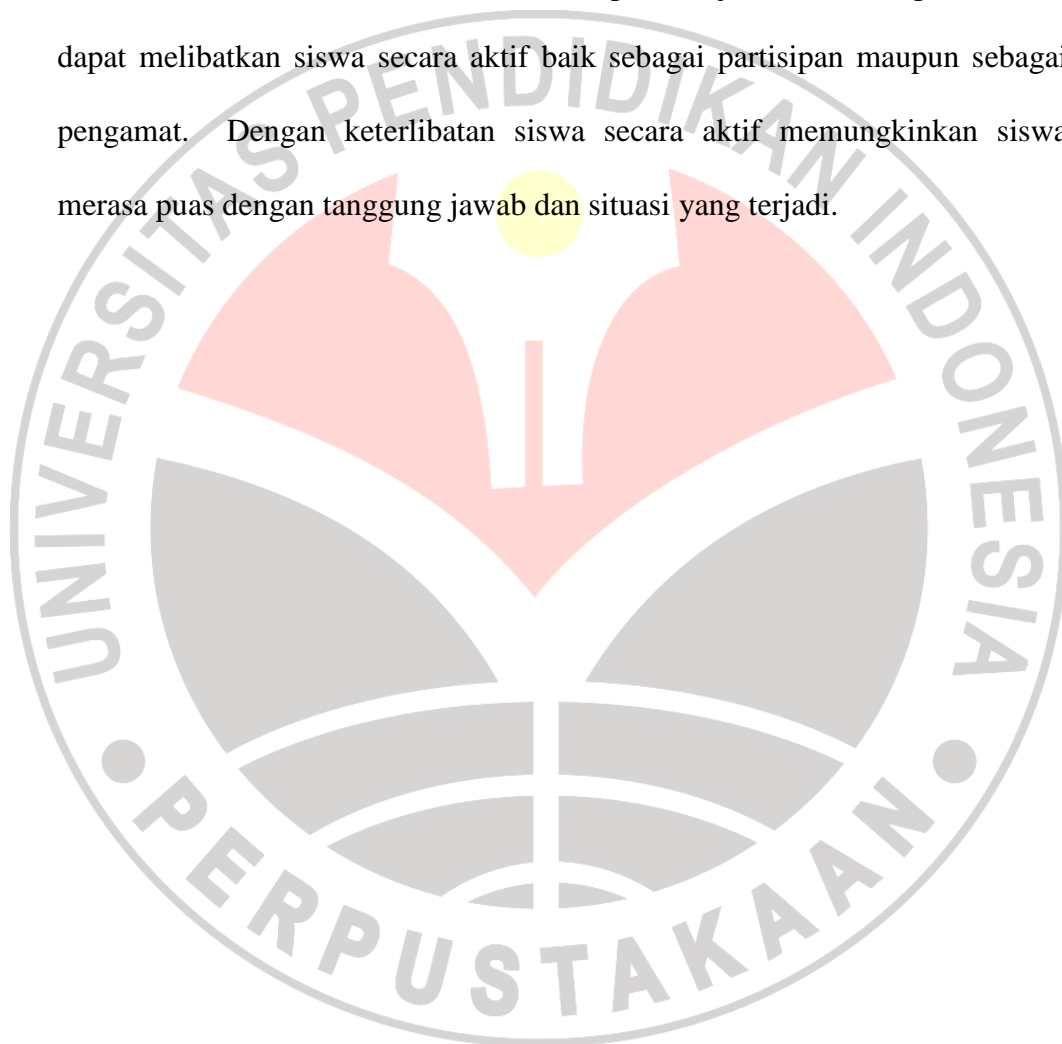 dapat melibatkan siswa secara aktif baik sebagai partisipan maupun sebagai
pengamat. Dengan keterlibatan siswa secara aktif memungkinkan siswa
merasa puas dengan tanggung jawab dan situasi yang terjadi.
UNIVERSITAS PENDIDIKAN INDONESIA
PERPUSTAKAAN